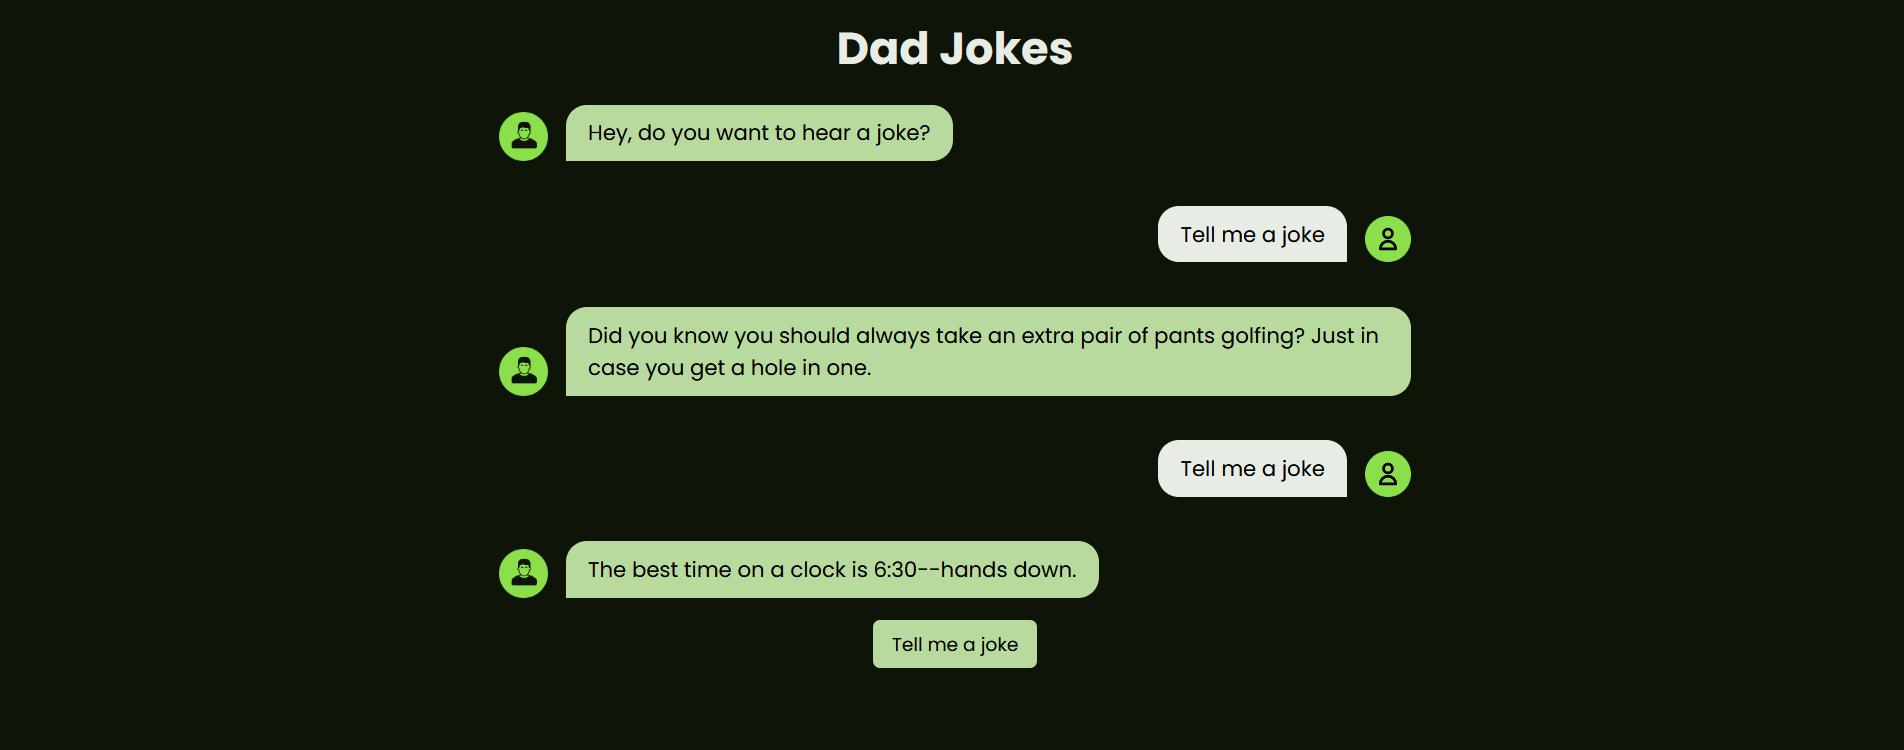 Dad Jokes
Hey, do you want to hear a joke?
Tell me a joke
Did you know you should always take an extra pair of pants golfing? Just in
case you get a hole in one.
Tell me a joke
The best time on a clock is 6:30--hands down.
Tell me a joke